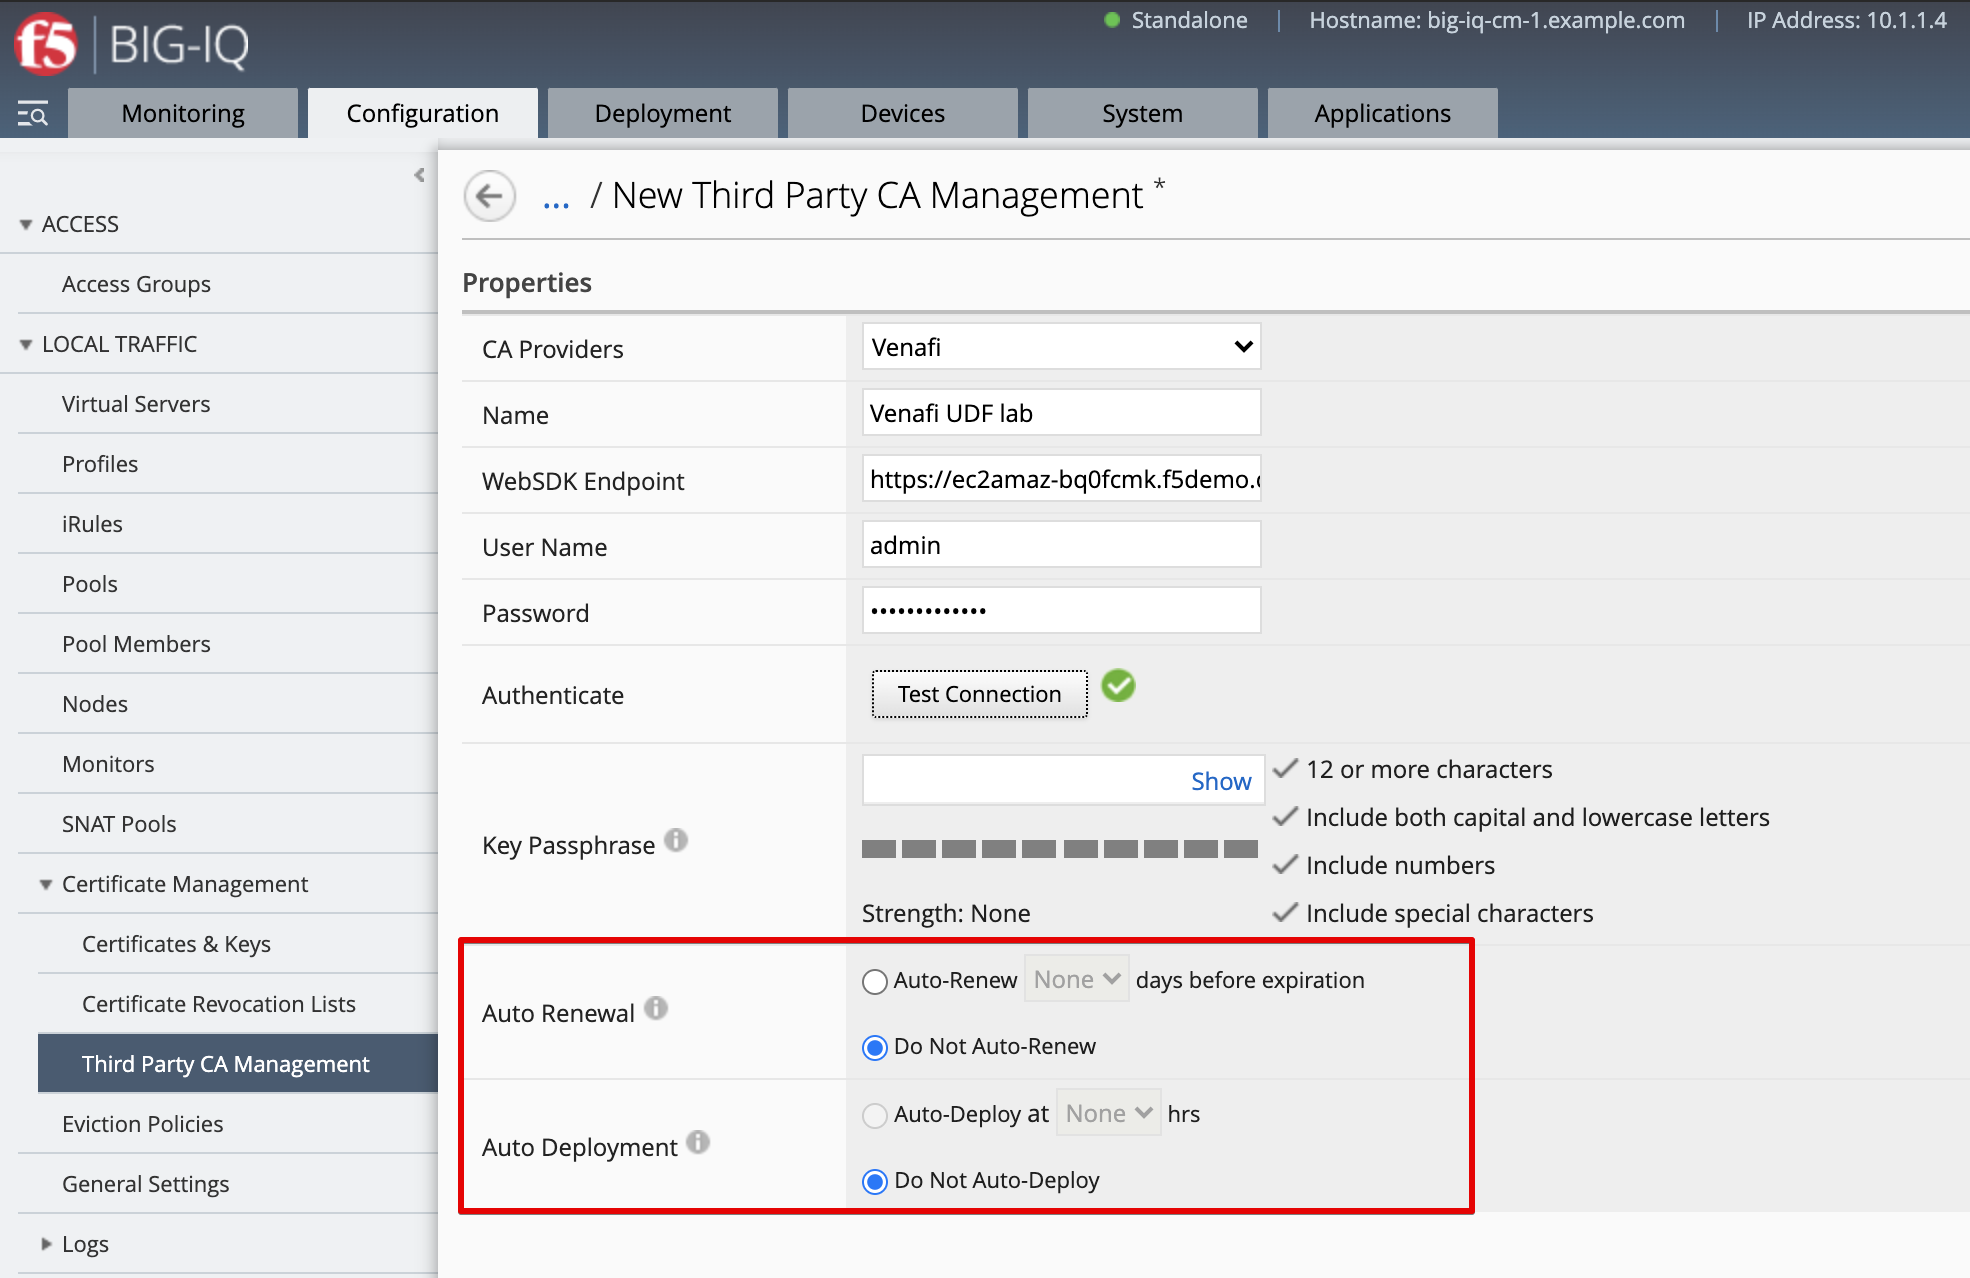 Standalone | Hostname: big-iq-cm-1.example.com | IP Address: 10.1.1.4
f5 BIG-IQ
Monitoring
Configuration
Deployment
Devices
System
Applications
ACCESS
Access Groups
LOCAL TRAFFIC
Virtual Servers
Profiles
iRules
Pools
Pool Members
Nodes
Monitors
SNAT Pools
Certificate Management
Certificates & Keys
Certificate Revocation Lists
Third Party CA Management
Eviction Policies
General Settings
Logs
... / New Third Party CA Management *
Properties
CA Providers
Venafi
Name
Venafi UDF lab
WebSDK Endpoint
https://ec2amaz-bq0fcmk.f5demo.
User Name
admin
Password
•••••••••••••
Authenticate
Test Connection
Key Passphrase
Show
Strength: None
12 or more characters
Include both capital and lowercase letters
Include numbers
Include special characters
Auto Renewal
Auto-Renew None days before expiration
Do Not Auto-Renew
Auto Deployment
Auto-Deploy at None hrs
Do Not Auto-Deploy